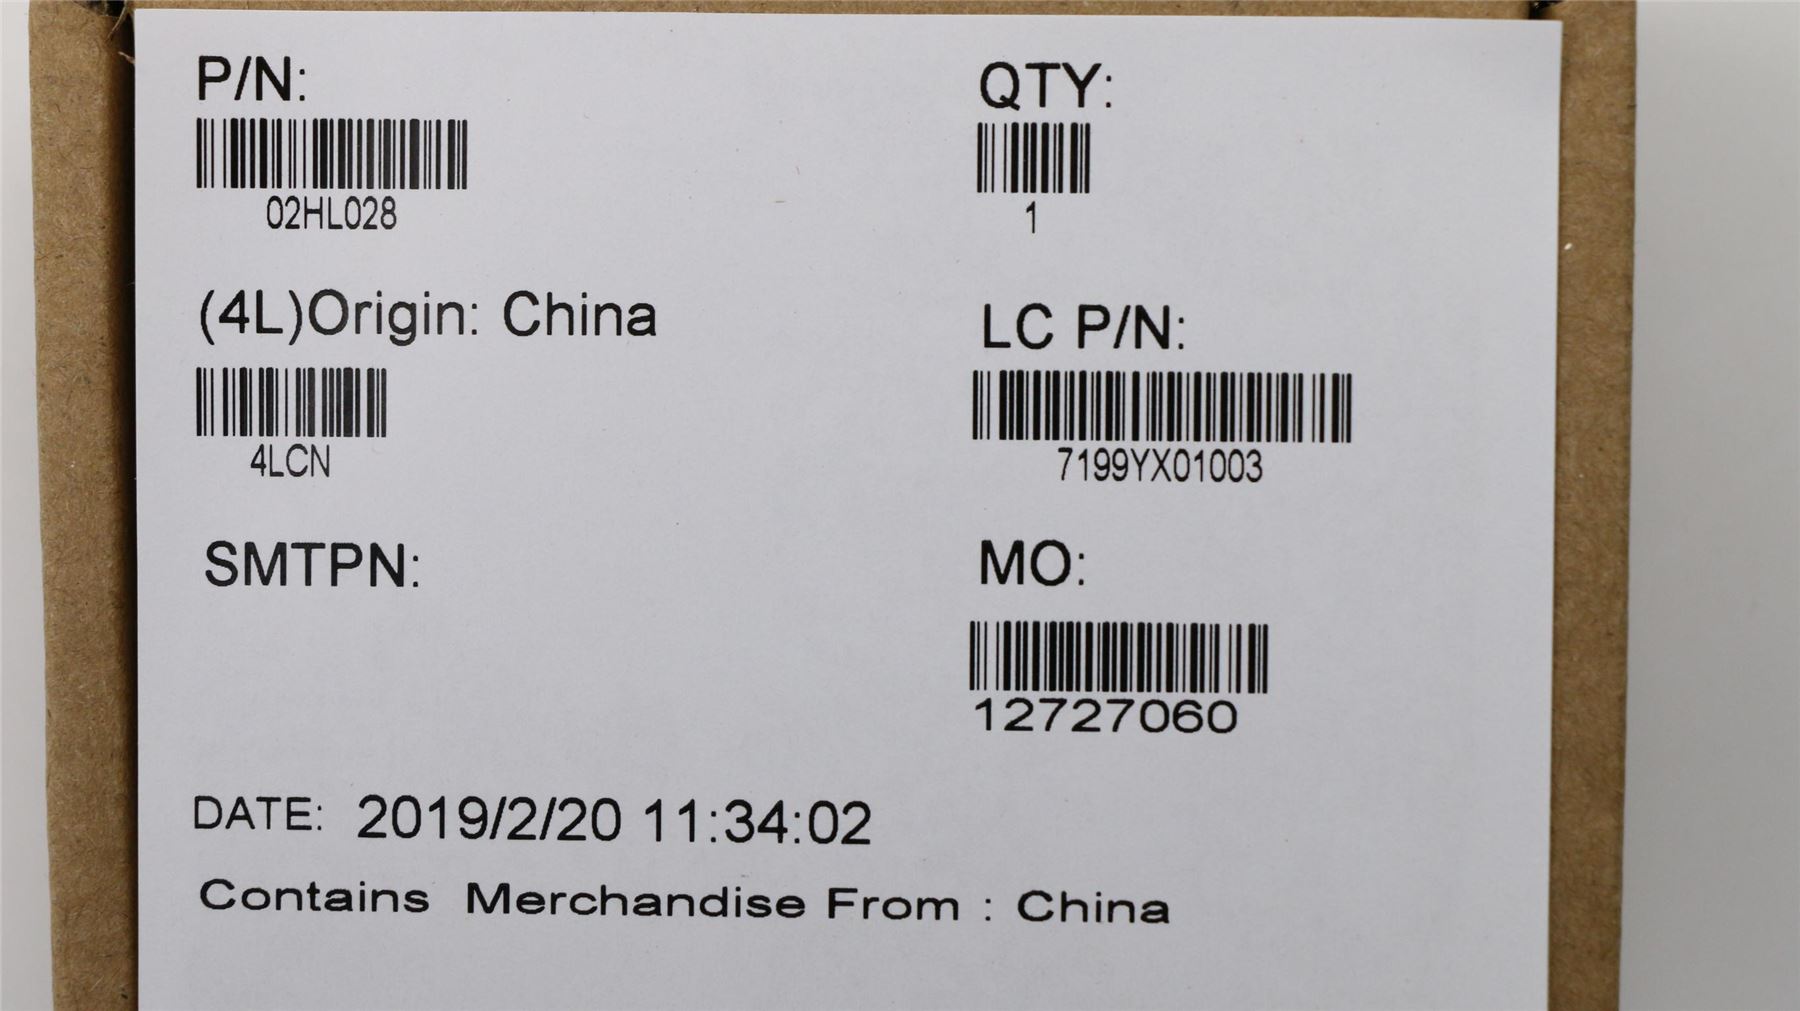 P/N:
02HL028
QTY:
1
(4L)Origin: China
4LCN
LC P/N:
7199YX01003
SMTPN:
MO:
12727060
DATE: 2019/2/20 11:34:02
Contains Merchandise From : China